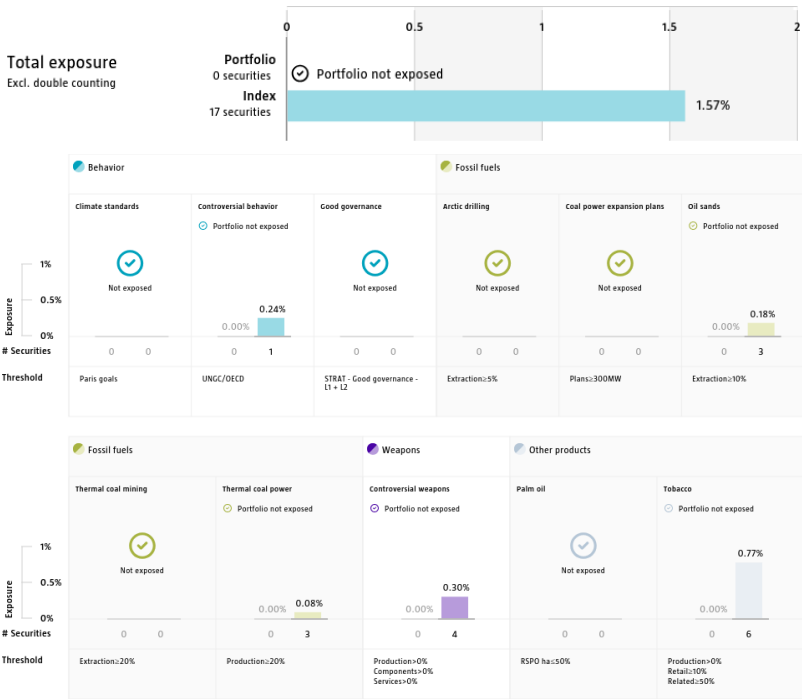 0 0.5 1 1.5 2
Total exposure
Excl. double counting
Portfolio
0 securities
Portfolio not exposed
Index
17 securities
1.57%
Behavior
Fossil fuels
Climate standards
Controversial behavior
Good governance
Arctic drilling
Coal power expansion plans
Oil sands
Portfolio not exposed
Portfolio not exposed
Not exposed
Not exposed
Not exposed
Not exposed
Exposure
1%
0.5%
0%
0.00% 0.24%
0.00% 0.18%
# Securities 0 0 0 1 0 0 0 0 0 0 0 3
Threshold
Paris goals
UNGC/OECD
STRAT - Good governance -
L1 + L2
Extraction≥5%
Plans≥300MW
Extraction≥10%
Fossil fuels
Weapons
Other products
Thermal coal mining
Thermal coal power
Controversial weapons
Palm oil
Tobacco
Portfolio not exposed
Portfolio not exposed
Portfolio not exposed
Not exposed
Not exposed
Exposure
1%
0.5%
0%
0.00% 0.08%
0.00% 0.30%
0.00% 0.77%
# Securities 0 0 0 3 0 4 0 0 0 6
Threshold
Extraction≥20%
Production≥20%
Production>0%
Components>0%
Services>0%
RSPO ha≤50%
Production>0%
Retail≥10%
Related≥50%